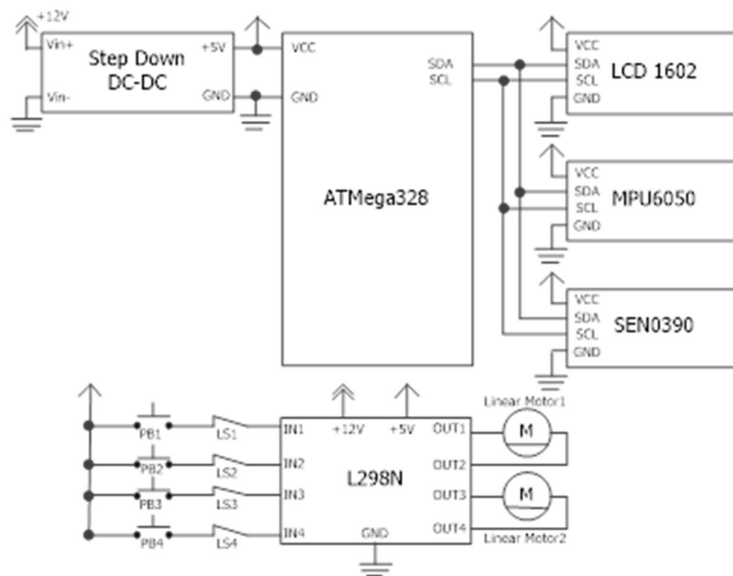 +12V
Vin+
+5V
Step Down
DC-DC
Vin-
GND
VCC
GND
ATMega328
SDA
SCL
VCC
SDA
SCL
GND
LCD 1602
VCC
SDA
SCL
GND
MPU6050
VCC
SDA
SCL
GND
SEN0390
PB1
LS1
PB2
LS2
PB3
LS3
PB4
LS4
IN1
IN2
IN3
IN4
+12V
+5V
L298N
GND
OUT1
OUT2
OUT3
OUT4
Linear Motor1
M
M
Linear Motor2